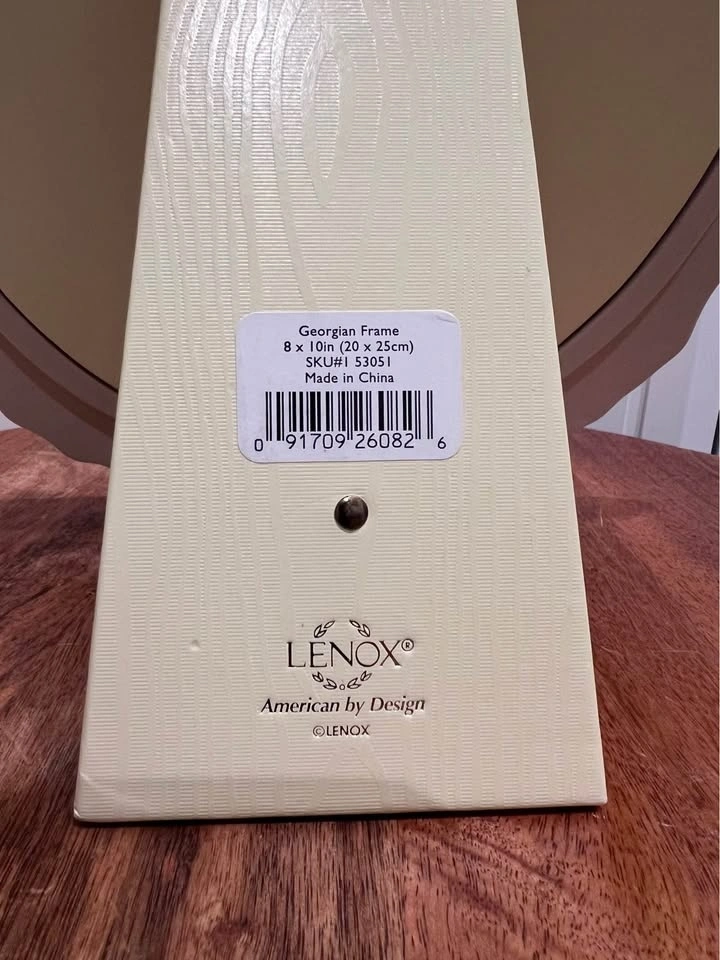 Georgian Frame
8 x 10in (20 x 25cm)
SKU#1 53051
Made in China
0 91709 26082 6
LENOX®
American by Design
©LENOX